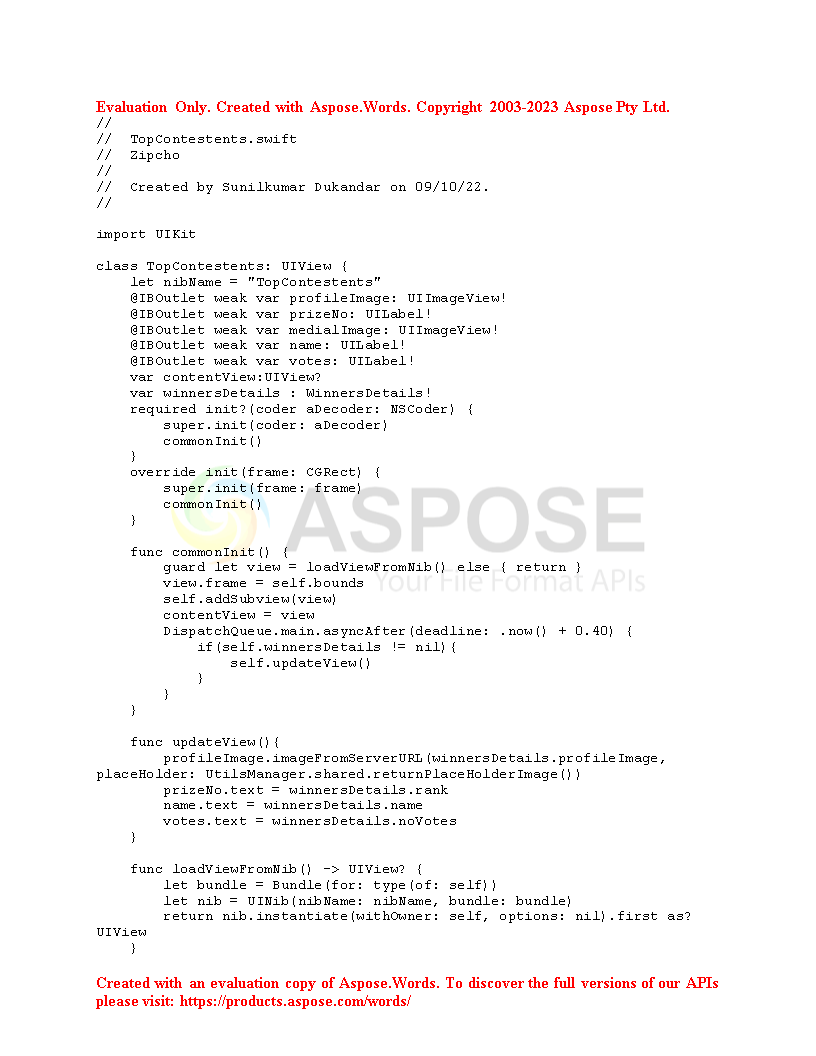 Evaluation Only. Created with Aspose.Words. Copyright 2003-2023 Aspose Pty Ltd.
//
//  TopContestents.swift
//  Zipcho
//
//  Created by Sunilkumar Dukandar on 09/10/22.
//
import UIKit
class TopContestents: UIView {
    let nibName = "TopContestents"
    @IBOutlet weak var profileImage: UIImageView!
    @IBOutlet weak var prizeNo: UILabel!
    @IBOutlet weak var medialImage: UIImageView!
    @IBOutlet weak var name: UILabel!
    @IBOutlet weak var votes: UILabel!
    var contentView:UIView?
    var winnersDetails : WinnersDetails!
    required init?(coder aDecoder: NSCoder) {
        super.init(coder: aDecoder)
        commonInit()
    }
    override init(frame: CGRect) {
        super.init(frame: frame)
        commonInit()
    }
ASPOSE
Your File Format APIs
    func commonInit() {
        guard let view = loadViewFromNib() else { return }
        view.frame = self.bounds
        self.addSubview(view)
        contentView = view
        DispatchQueue.main.asyncAfter(deadline: .now() + 0.40) {
            if(self.winnersDetails != nil){
                self.updateView()
            }
        }
    }
    func updateView(){
        profileImage.imageFromServerURL(winnersDetails.profileImage,
placeHolder: UtilsManager.shared.returnPlaceHolderImage())
        prizeNo.text = winnersDetails.rank
        name.text = winnersDetails.name
        votes.text = winnersDetails.noVotes
    }
    func loadViewFromNib() -> UIView? {
        let bundle = Bundle(for: type(of: self))
        let nib = UINib(nibName: nibName, bundle: bundle)
        return nib.instantiate(withOwner: self, options: nil).first as?
UIView
    }
Created with an evaluation copy of Aspose.Words. To discover the full versions of our APIs
please visit: https://products.aspose.com/words/